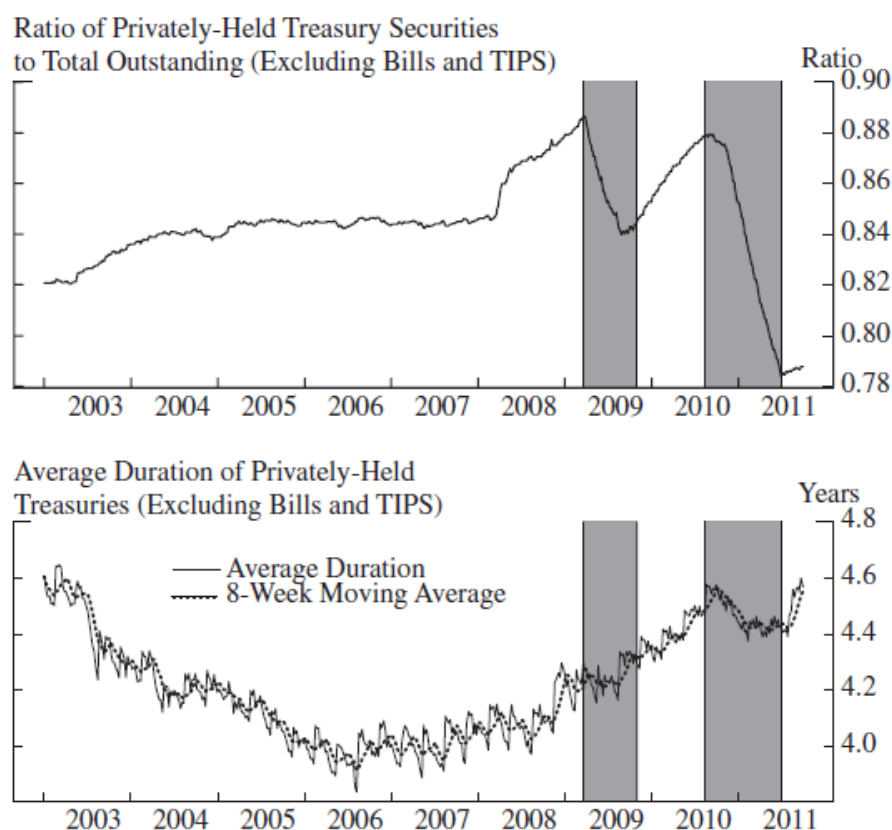 Ratio of Privately-Held Treasury Securities
to Total Outstanding (Excluding Bills and TIPS)
Ratio
0.90
0.88
0.86
0.84
0.82
0.80
0.78
2003 2004 2005 2006 2007 2008 2009 2010 2011
Average Duration of Privately-Held
Treasuries (Excluding Bills and TIPS)
Years
4.8
Average Duration
8-Week Moving Average
4.6
4.4
4.2
4.0
2003 2004 2005 2006 2007 2008 2009 2010 2011